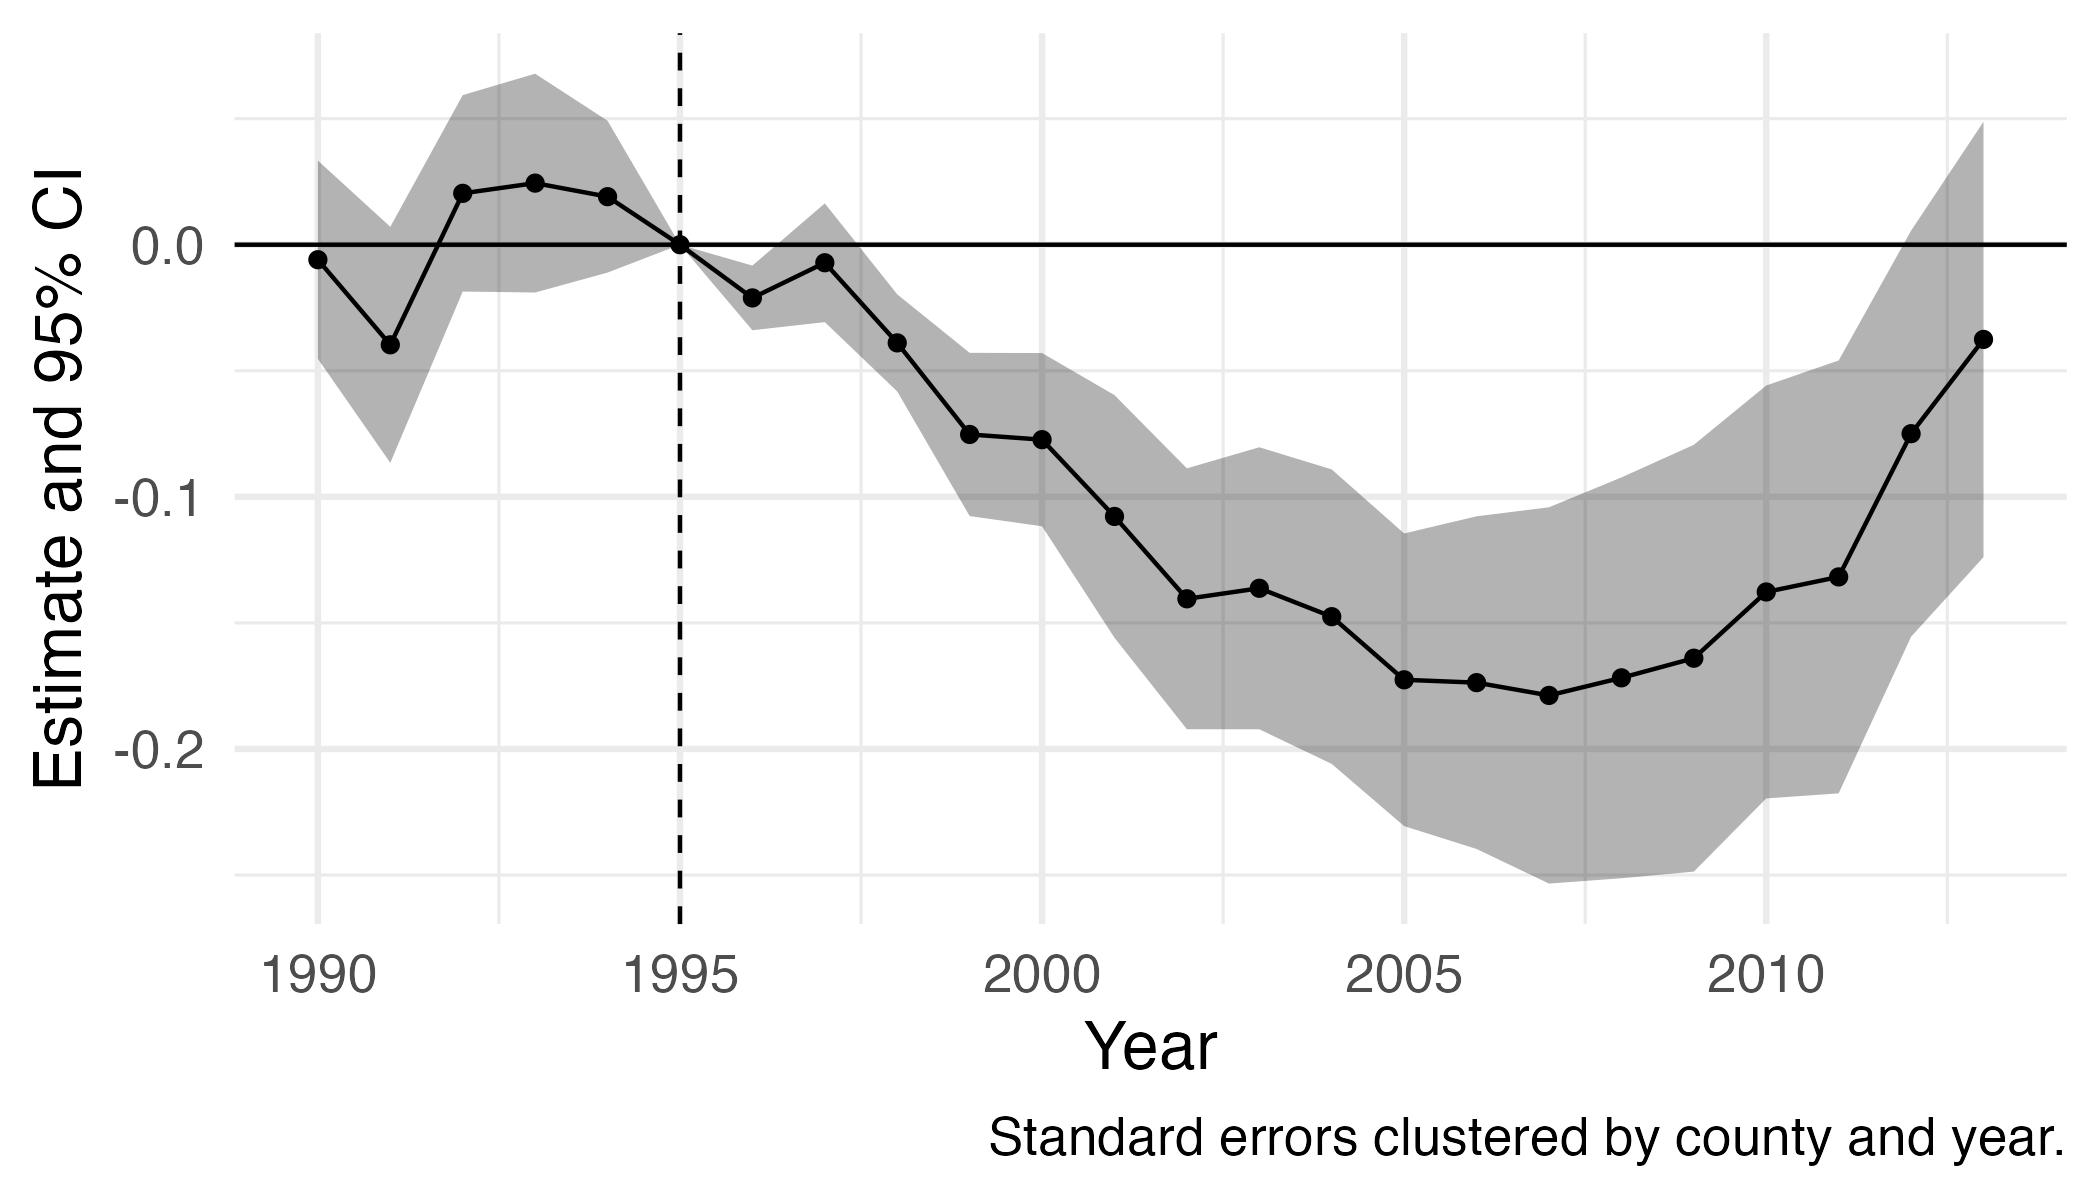 Estimate and 95% CI
0.0
-0.1
-0.2
1990 1995 2000 2005 2010
Year
Standard errors clustered by county and year.